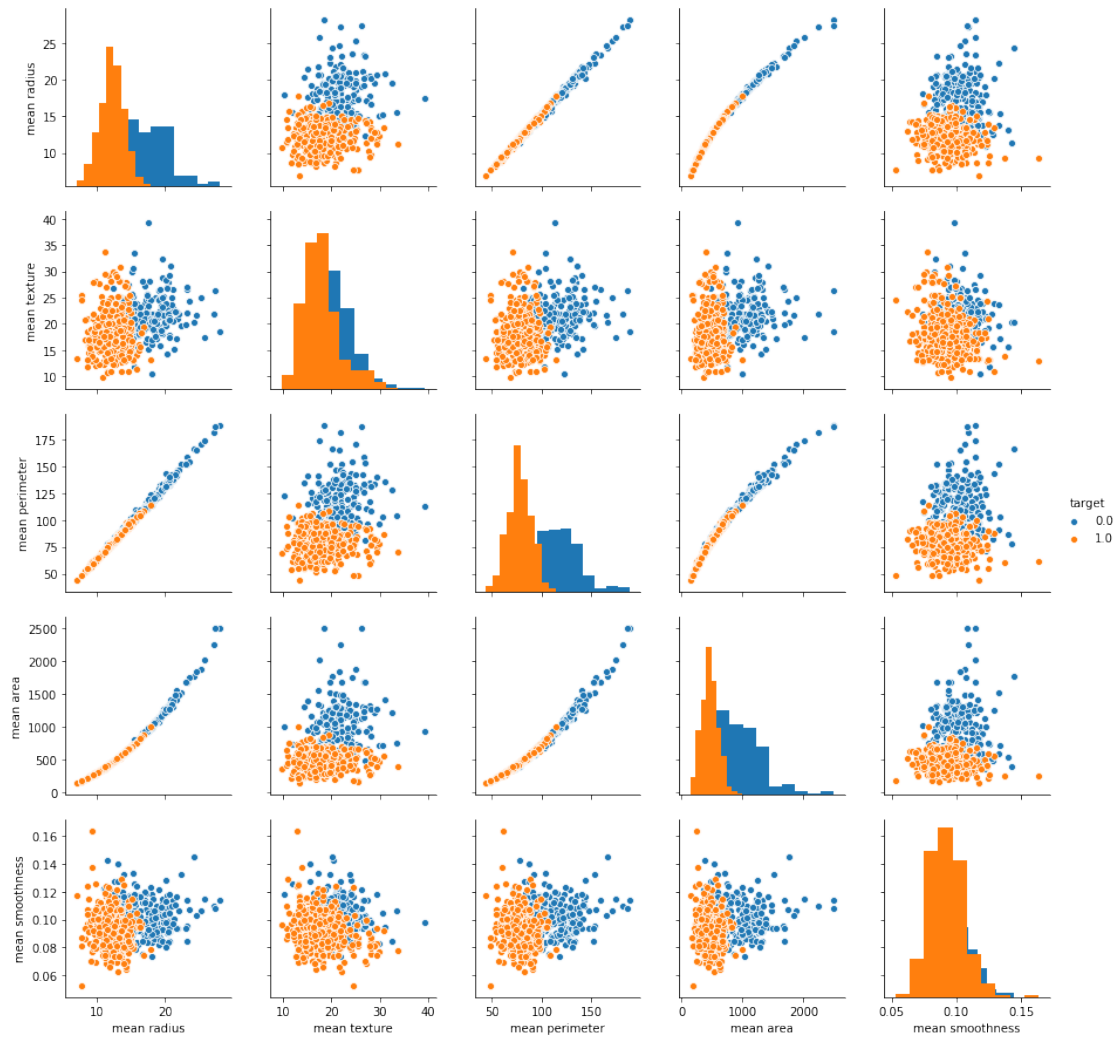 mean radius
25
20
15
10
mean texture
40
35
30
25
20
15
10
mean perimeter
175
150
125
100
75
50
target
0.0
1.0
mean area
2500
2000
1500
1000
500
0
mean smoothness
0.16
0.14
0.12
0.10
0.08
0.06
10 20
10 20 30 40
50 100 150
0 1000 2000
0.05 0.10 0.15
mean radius
mean texture
mean perimeter
mean area
mean smoothness